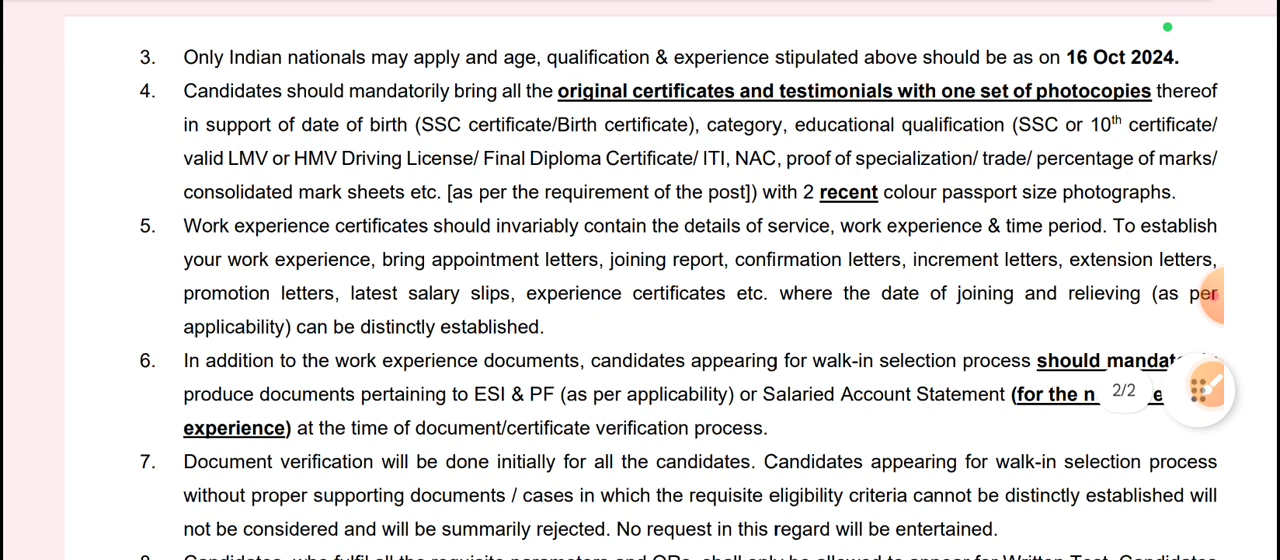 3. Only Indian nationals may apply and age, qualification & experience stipulated above should be as on 16 Oct 2024.
4. Candidates should mandatorily bring all the original certificates and testimonials with one set of photocopies thereof
in support of date of birth (SSC certificate/Birth certificate), category, educational qualification (SSC or 10th certificate/
valid LMV or HMV Driving License/ Final Diploma Certificate/ ITI, NAC, proof of specialization/ trade/ percentage of marks/
consolidated mark sheets etc. [as per the requirement of the post]) with 2 recent colour passport size photographs.
5. Work experience certificates should invariably contain the details of service, work experience & time period. To establish
your work experience, bring appointment letters, joining report, confirmation letters, increment letters, extension letters,
promotion letters, latest salary slips, experience certificates etc. where the date of joining and relieving (as per
applicability) can be distinctly established.
6. In addition to the work experience documents, candidates appearing for walk-in selection process should
produce documents pertaining to ESI & PF (as per applicability) or Salaried Account Statement (for the
2/2
experience) at the time of document/certificate verification process.
7. Document verification will be done initially for all the candidates. Candidates appearing for walk-in selection process
without proper supporting documents / cases in which the requisite eligibility criteria cannot be distinctly established will
not be considered and will be summarily rejected. No request in this regard will be entertained.